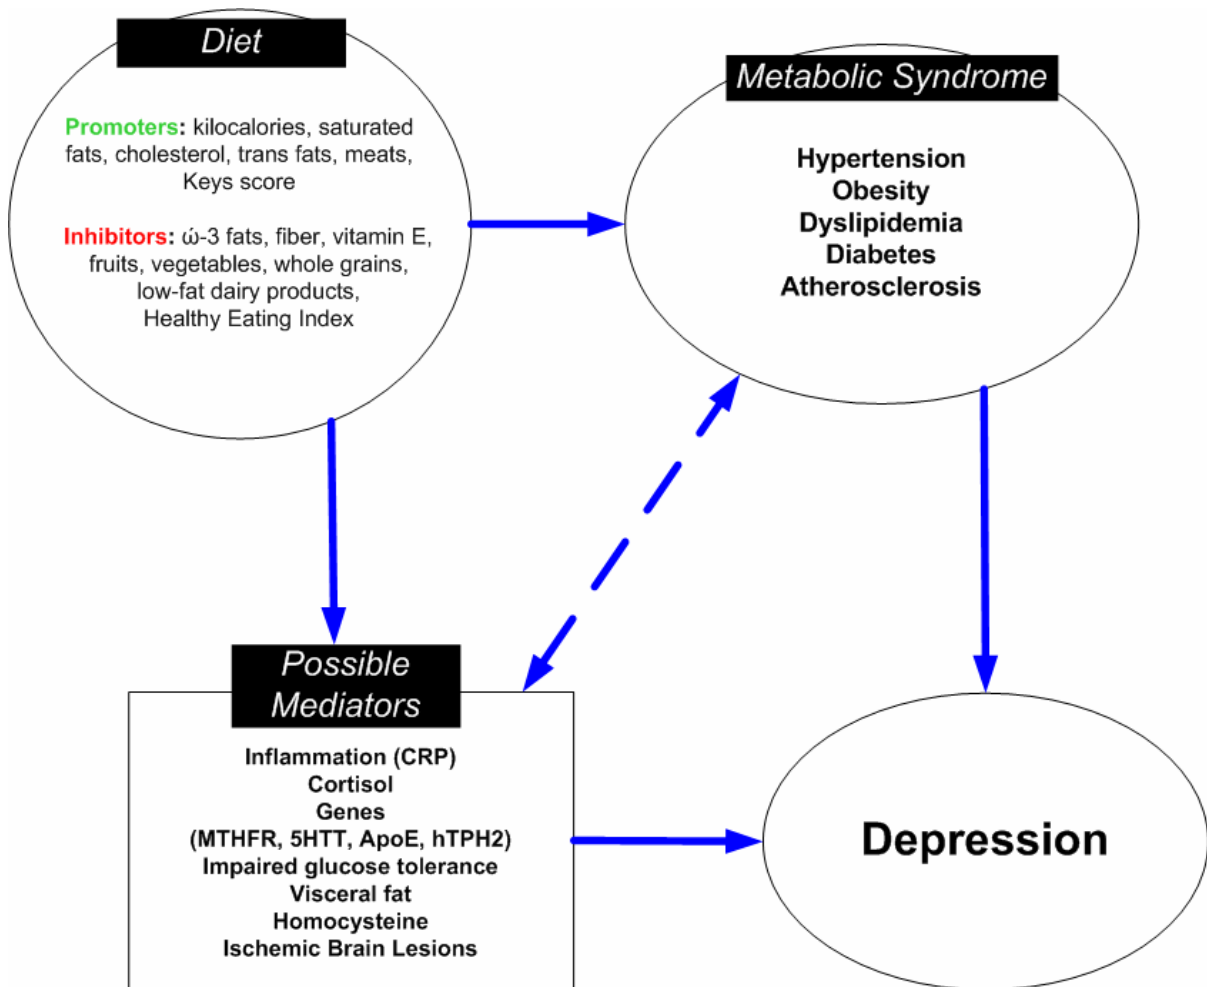 Diet
Promoters: kilocalories, saturated
fats, cholesterol, trans fats, meats,
Keys score
Inhibitors: ώ-3 fats, fiber, vitamin E,
fruits, vegetables, whole grains,
low-fat dairy products,
Healthy Eating Index
Metabolic Syndrome
Hypertension
Obesity
Dyslipidemia
Diabetes
Atherosclerosis
Possible
Mediators
Inflammation (CRP)
Cortisol
Genes
(MTHFR, 5HTT, ApoE, hTPH2)
Impaired glucose tolerance
Visceral fat
Homocysteine
Ischemic Brain Lesions
Depression